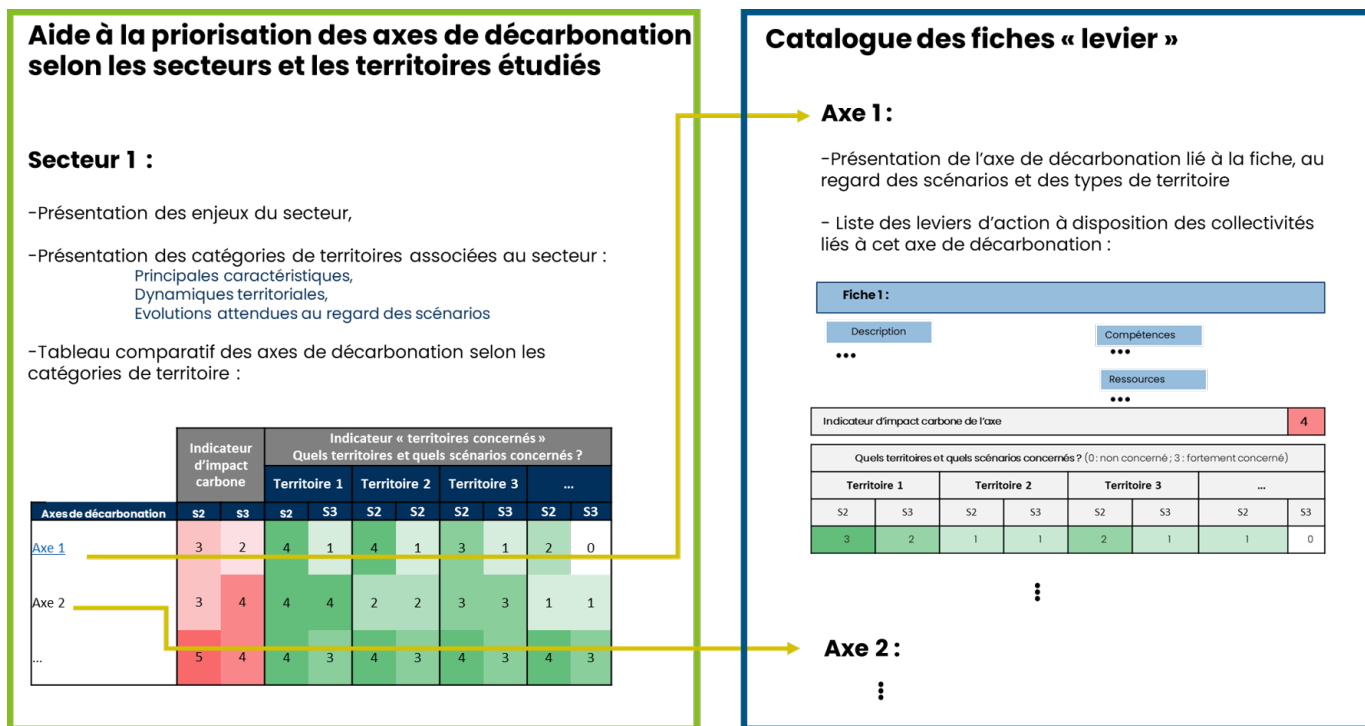 Aide à la priorisation des axes de décarbonation
selon les secteurs et les territoires étudiés
Secteur 1 :
-Présentation des enjeux du secteur,
-Présentation des catégories de territoires associées au secteur :
Principales caractéristiques,
Dynamiques territoriales,
Evolutions attendues au regard des scénarios
-Tableau comparatif des axes de décarbonation selon les
catégories de territoire :
Indicateur
d'impact
carbone
Indicateur « territoires concernés »
Quels territoires et quels scénarios concernés ?
Territoire 1 Territoire 2 Territoire 3 ...
Axes de décarbonation S2 S3 S2 S3 S2 S2 S2 S3 S2 S3
Axe 1 3 2 4 1 4 1 3 1 2 0
Axe 2 3 4 4 4 2 2 3 3 1 1
... 5 4 4 3 4 3 4 3 4 3
Catalogue des fiches « levier »
Axe 1 :
-Présentation de l'axe de décarbonation lié à la fiche, au
regard des scénarios et des types de territoire
- Liste des leviers d'action à disposition des collectivités
liés à cet axe de décarbonation :
Fiche 1 :
Description
...
Compétences
...
Ressources
...
Indicateur d'impact carbone de l'axe 4
Quels territoires et quels scénarios concernés ? (0 : non concerné ; 3 : fortement concerné)
Territoire 1 Territoire 2 Territoire 3 ...
S2 S3 S2 S3 S2 S3 S2 S3
3 2 1 1 2 1 1 0
Axe 2 :